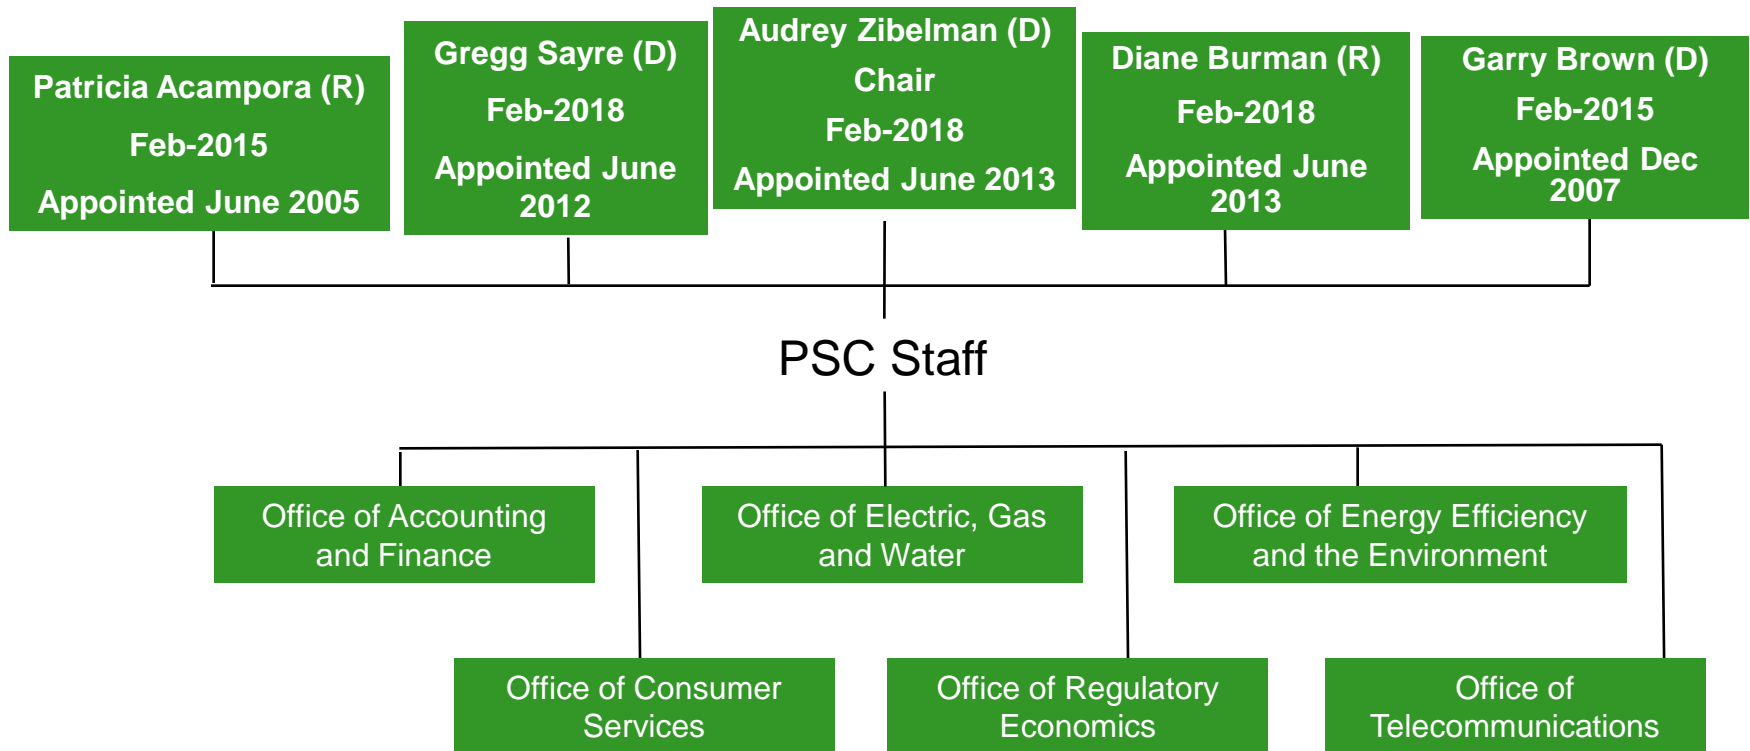 Patricia Acampora (R)
Feb-2015
Appointed June 2005
Gregg Sayre (D)
Feb-2018
Appointed June
2012
Audrey Zibelman (D)
Chair
Feb-2018
Appointed June 2013
Diane Burman (R)
Feb-2018
Appointed June
2013
Garry Brown (D)
Feb-2015
Appointed Dec
2007
PSC Staff
Office of Accounting
and Finance
Office of Electric, Gas
and Water
Office of Energy Efficiency
and the Environment
Office of Consumer
Services
Office of Regulatory
Economics
Office of
Telecommunications